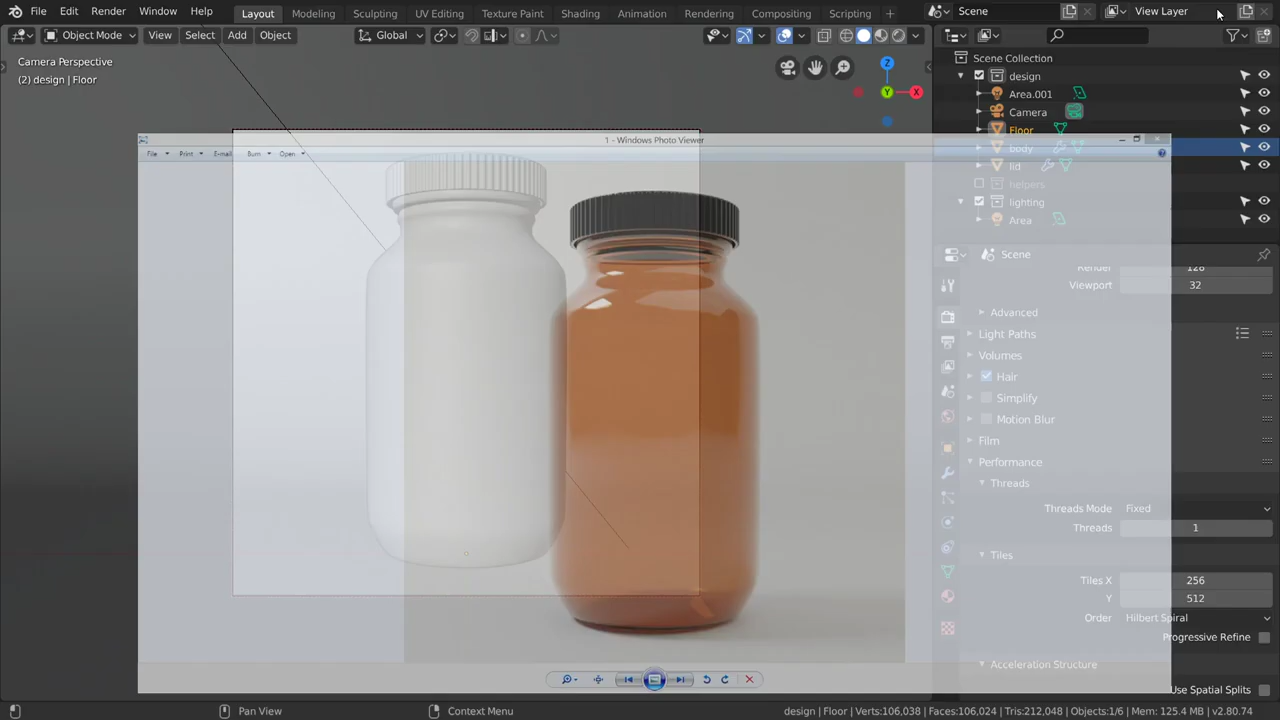 File Edit Render Window Help Layout Modeling Sculpting UV Editing Texture Paint Shading Animation Rendering Compositing Scripting + Scene View Layer
Object Mode View Select Add Object Global
Camera Perspective
(2) design | Floor
Z
Y
X
Scene Collection
design
Area.001
Camera
Floor
body
lid
helpers
lighting
Area
1 - Windows Photo Viewer
File Print E-mail Burn Open
Scene
Render 128
Viewport 32
Advanced
Light Paths
Volumes
Hair
Simplify
Motion Blur
Film
Performance
Threads
Threads Mode Fixed
Threads 1
Tiles
Tiles X 256
Y 512
Order Hilbert Spiral
Progressive Refine
Acceleration Structure
Use Spatial Splits
Select Pan View Context Menu design | Floor | Verts:106,038 | Faces:106,024 | Tris:212,048 | Objects:1/6 | Mem: 125.4 MB | v2.80.74